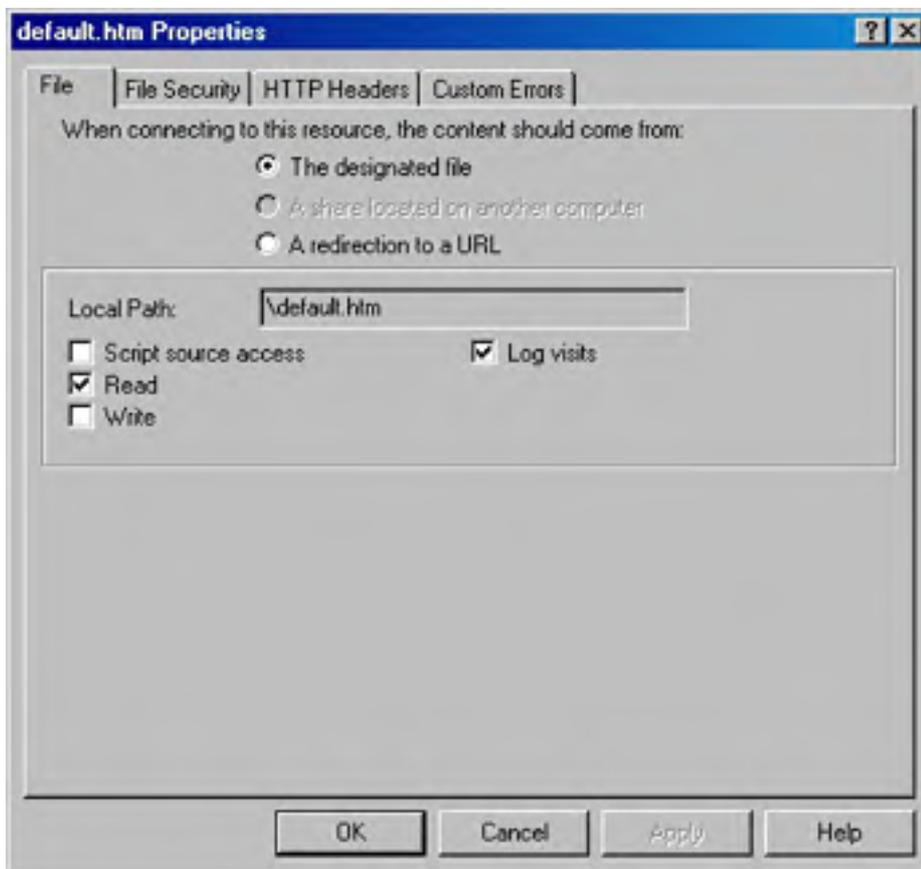 default.htm Properties
File File Security HTTP Headers Custom Errors
When connecting to this resource, the content should come from:
The designated file
A share located on another computer
A redirection to a URL
Local Path: \default.htm
Script source access Log visits
Read
Write
OK Cancel Apply Help